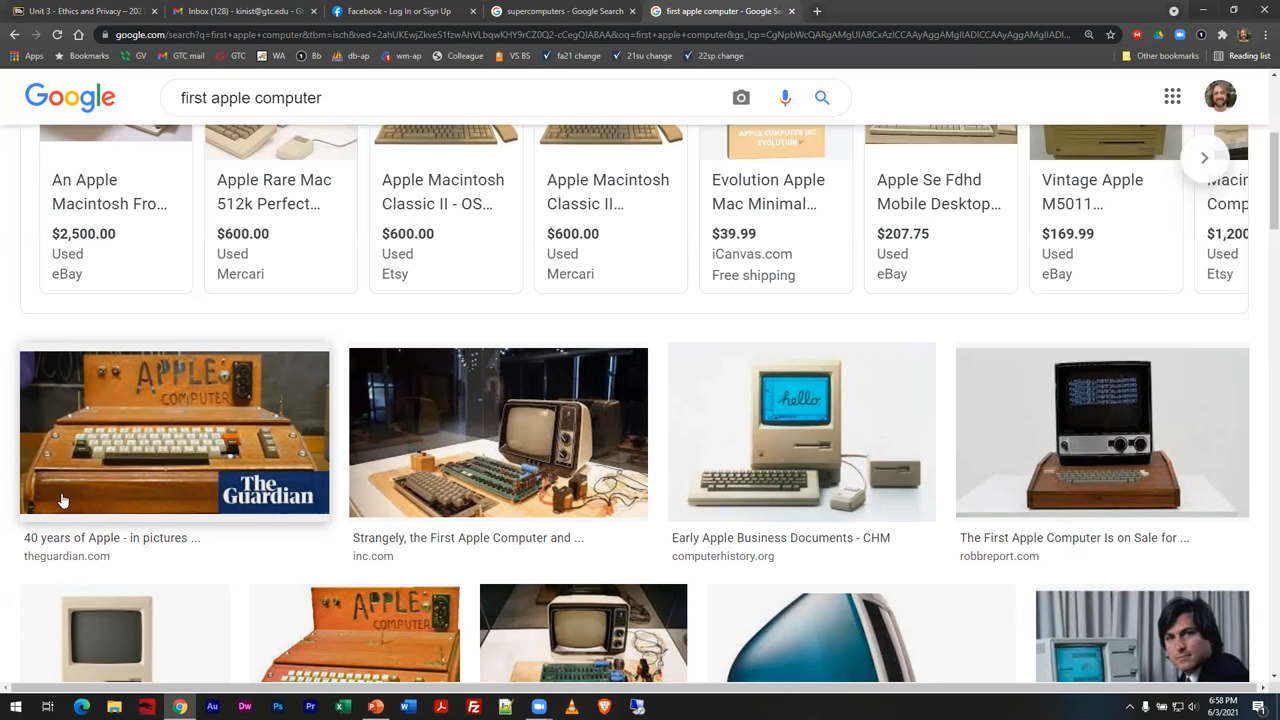 Unit 3 - Ethics and Privacy - 202
Inbox (128) - kinist@gtc.edu - G
Facebook - Log In or Sign Up
supercomputers - Google Search
first apple computer - Google Se
google.com/search?q=first+apple+computer&tbm=isch&ved=2ahUKEwjZkveS1fzwAhVLbqwKHY9rCZ0Q2-cCegQIABAA&oq=first+apple+computer&gs_lcp=CgNpbWcQARgAMgUIABCxAzICCAAyAggAMgIIADICCAAyAggAMgIIADICCAAyAggAMgIIADICCAA6B...
Apps
Bookmarks
GV
GTC mail
GTC
WA
Bb
Colleague
VS BS
db-ap
wm-ap
fa21 change
21su change
22sp change
Other bookmarks
Reading list
Google
first apple computer
APPLE COMPUTER INC
EVOLUTION
An Apple
Macintosh Fro...
$2,500.00
Used
eBay
Apple Rare Mac
512k Perfect...
$600.00
Used
Mercari
Apple Macintosh
Classic II - OS...
$600.00
Used
Etsy
Apple Macintosh
Classic II...
$600.00
Used
Mercari
Evolution Apple
Mac Minimal...
$39.99
iCanvas.com
Free shipping
Apple Se Fdhd
Mobile Desktop...
$207.75
Used
eBay
Vintage Apple
M5011...
$169.99
Used
eBay
Macin
Comp
$1,200
Used
Etsy
APPLE
COMPUTER
The
Guardian
hello.
40 years of Apple - in pictures ...
theguardian.com
Strangely, the First Apple Computer and ...
inc.com
Early Apple Business Documents - CHM
computerhistory.org
The First Apple Computer Is on Sale for ...
robbreport.com
APPLE
COMPUTER
6:58 PM
6/3/2021